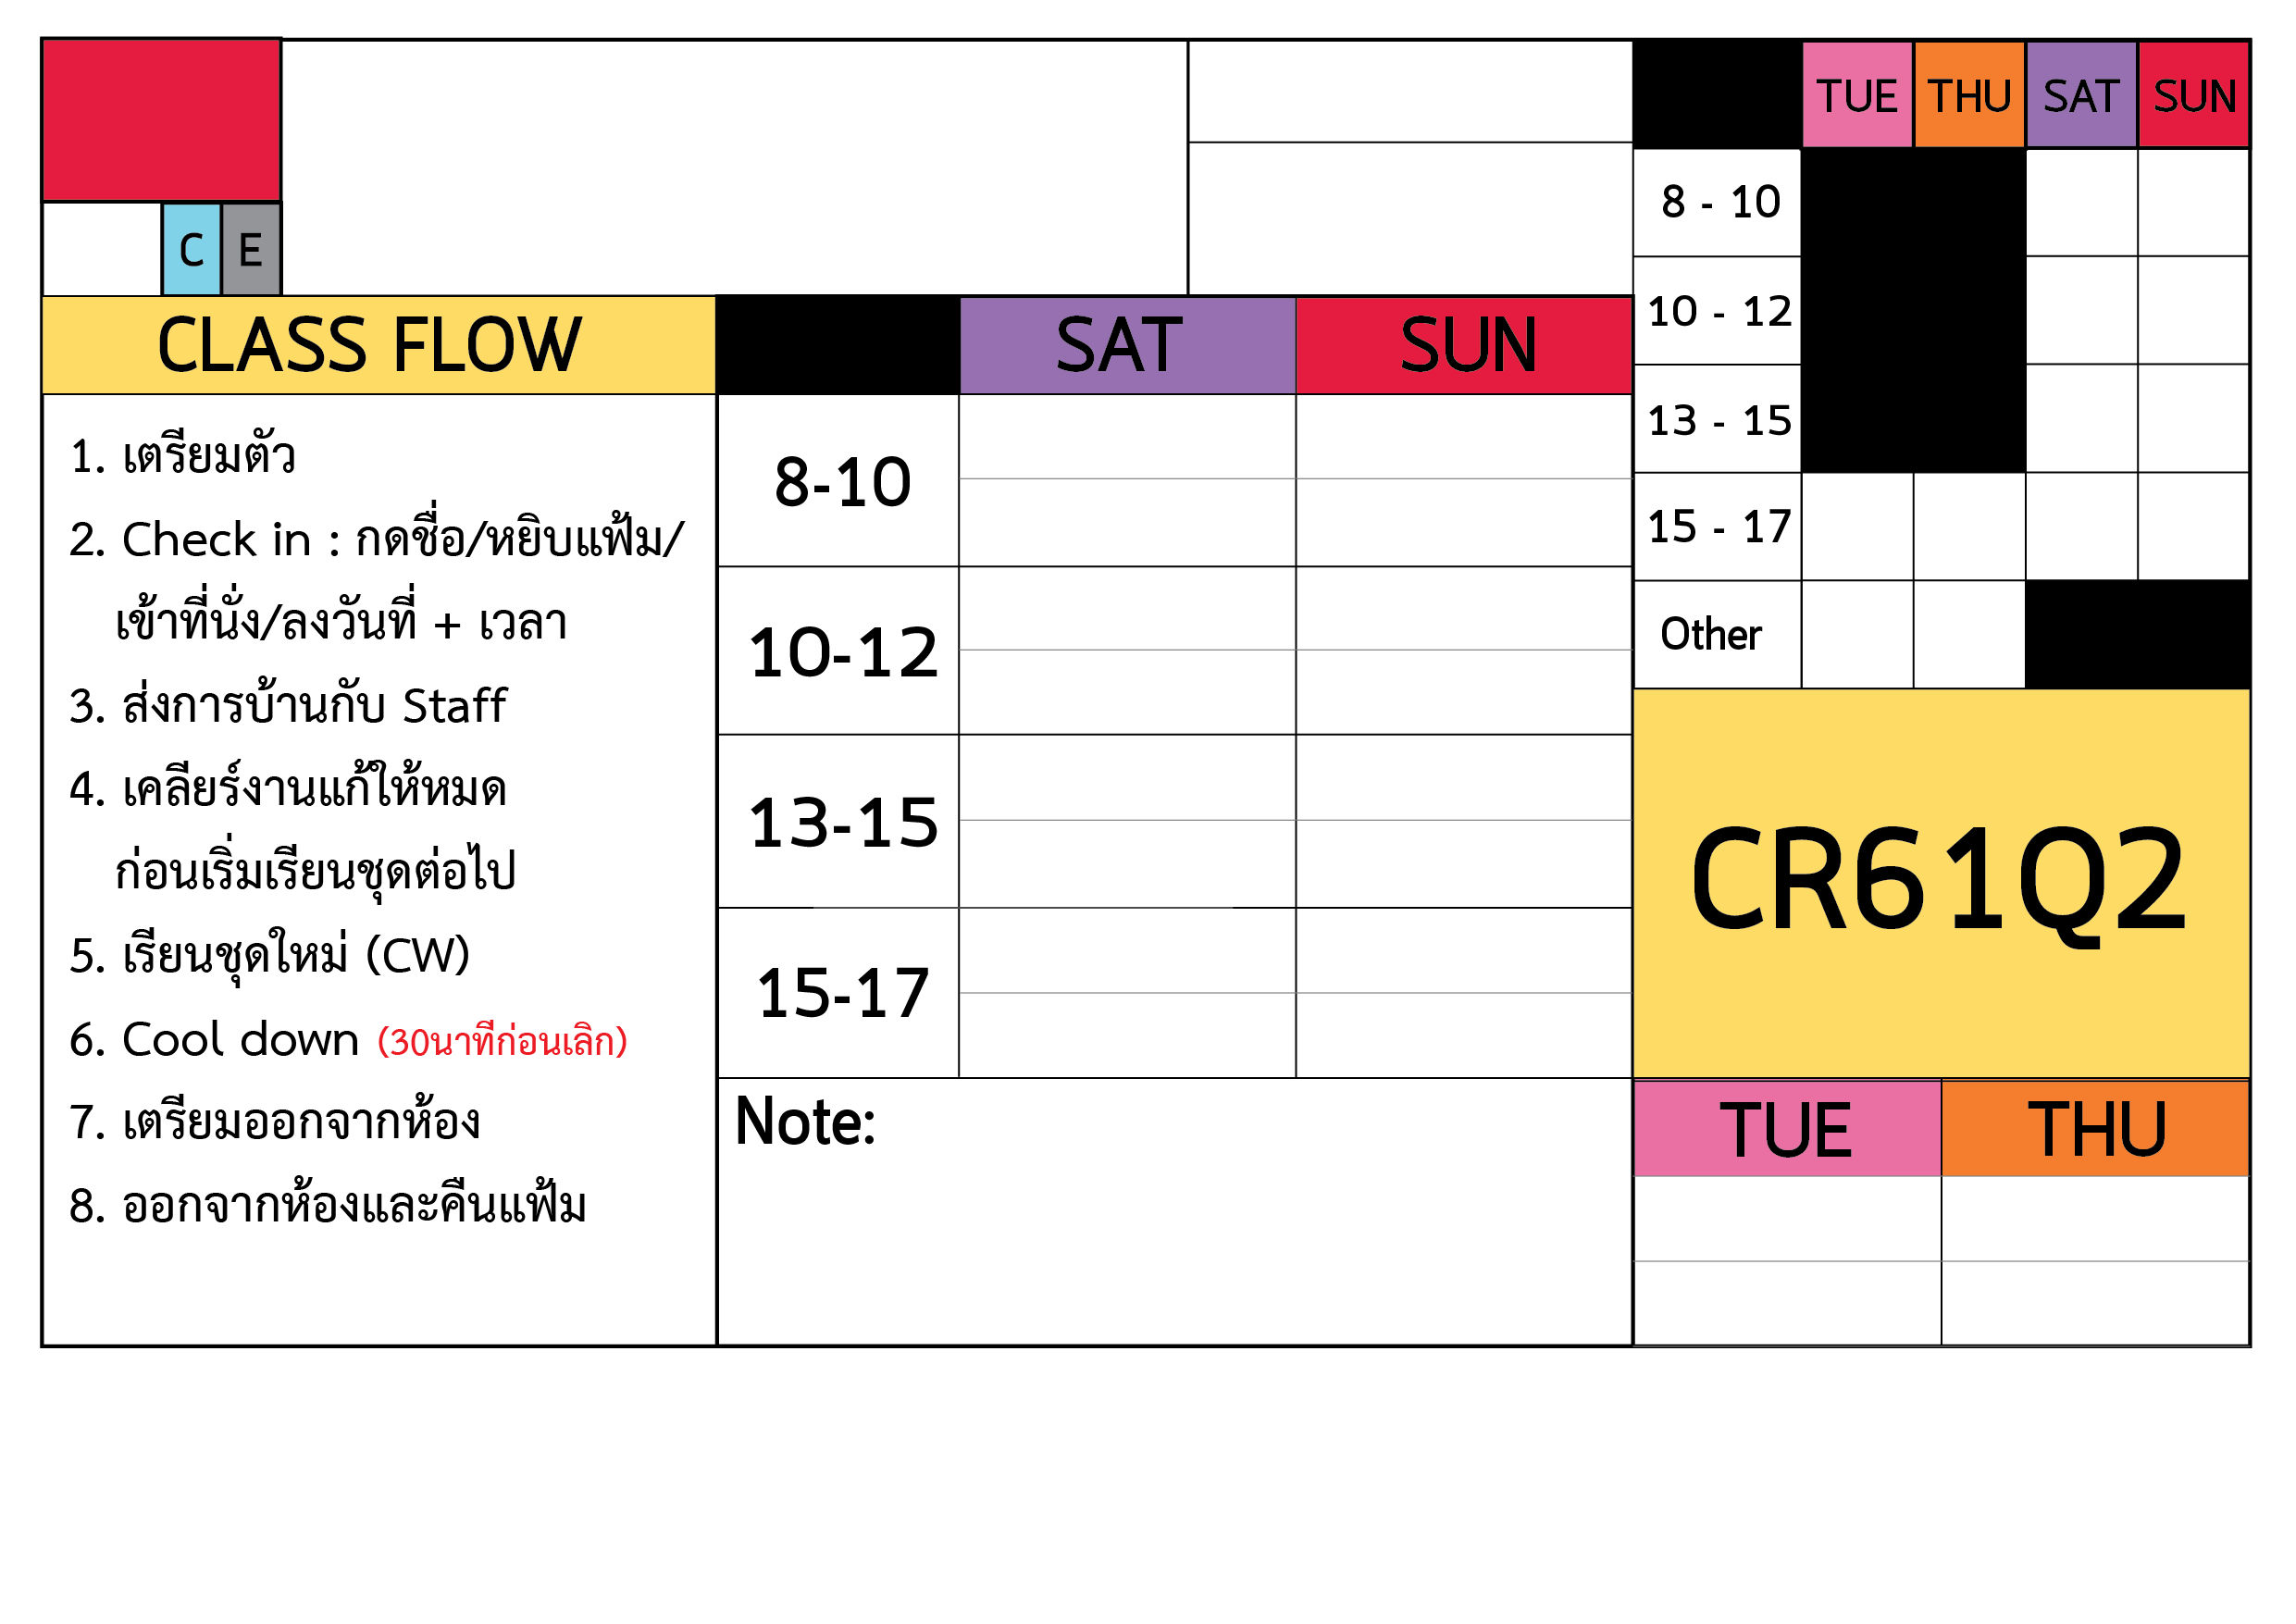 TUE THU SAT SUN
8 - 10
10 - 12
13 - 15
15 - 17
Other
C E
CLASS FLOW
1. เตรียมตัว
2. Check in : กดชื่อ/หยิบแฟ้ม/
เข้าที่นั่ง/ลงวันที่ + เวลา
3. ส่งการบ้านกับ Staff
4. เคลียร์งานแก้ให้หมด
ก่อนเริ่มเรียนชุดต่อไป
5. เรียนชุดใหม่ (CW)
6. Cool down (30นาทีก่อนเลิก)
7. เตรียมออกจากห้อง
8. ออกจากห้องและคืนแฟ้ม
SAT SUN
8-10
10-12
13-15
15-17
Note:
CR61Q2
TUE THU